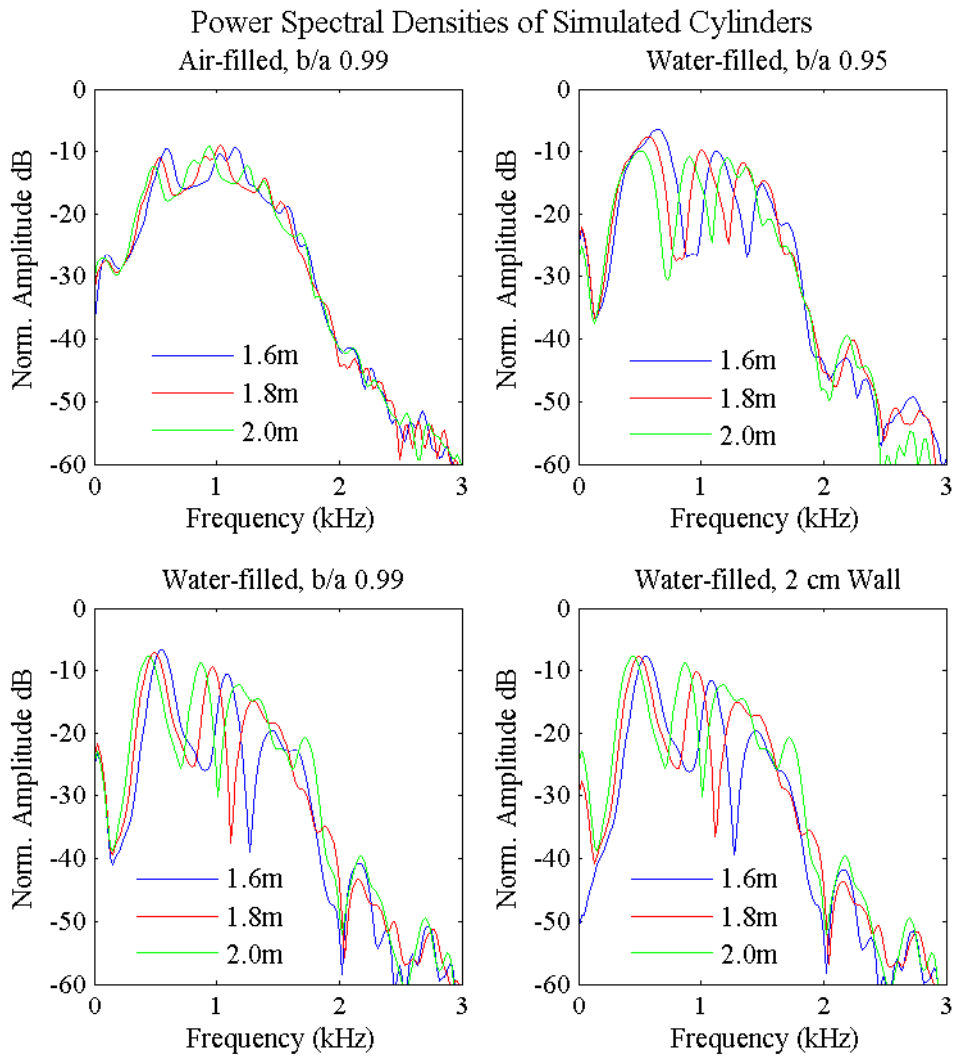 Power Spectral Densities of Simulated Cylinders
Air-filled, b/a 0.99
0
-10
-20
-30
-40
-50
-60
Norm. Amplitude dB
1.6m
1.8m
2.0m
0 1 2 3
Frequency (kHz)
Water-filled, b/a 0.95
0
-10
-20
-30
-40
-50
-60
Norm. Amplitude dB
1.6m
1.8m
2.0m
0 1 2 3
Frequency (kHz)
Water-filled, b/a 0.99
0
-10
-20
-30
-40
-50
-60
Norm. Amplitude dB
1.6m
1.8m
2.0m
0 1 2 3
Frequency (kHz)
Water-filled, 2 cm Wall
0
-10
-20
-30
-40
-50
-60
Norm. Amplitude dB
1.6m
1.8m
2.0m
0 1 2 3
Frequency (kHz)